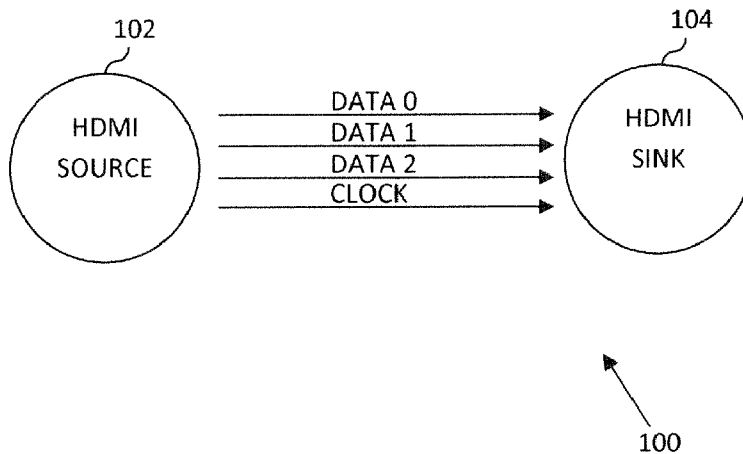 102
104
HDMI
SOURCE
DATA 0
DATA 1
DATA 2
CLOCK
HDMI
SINK
100